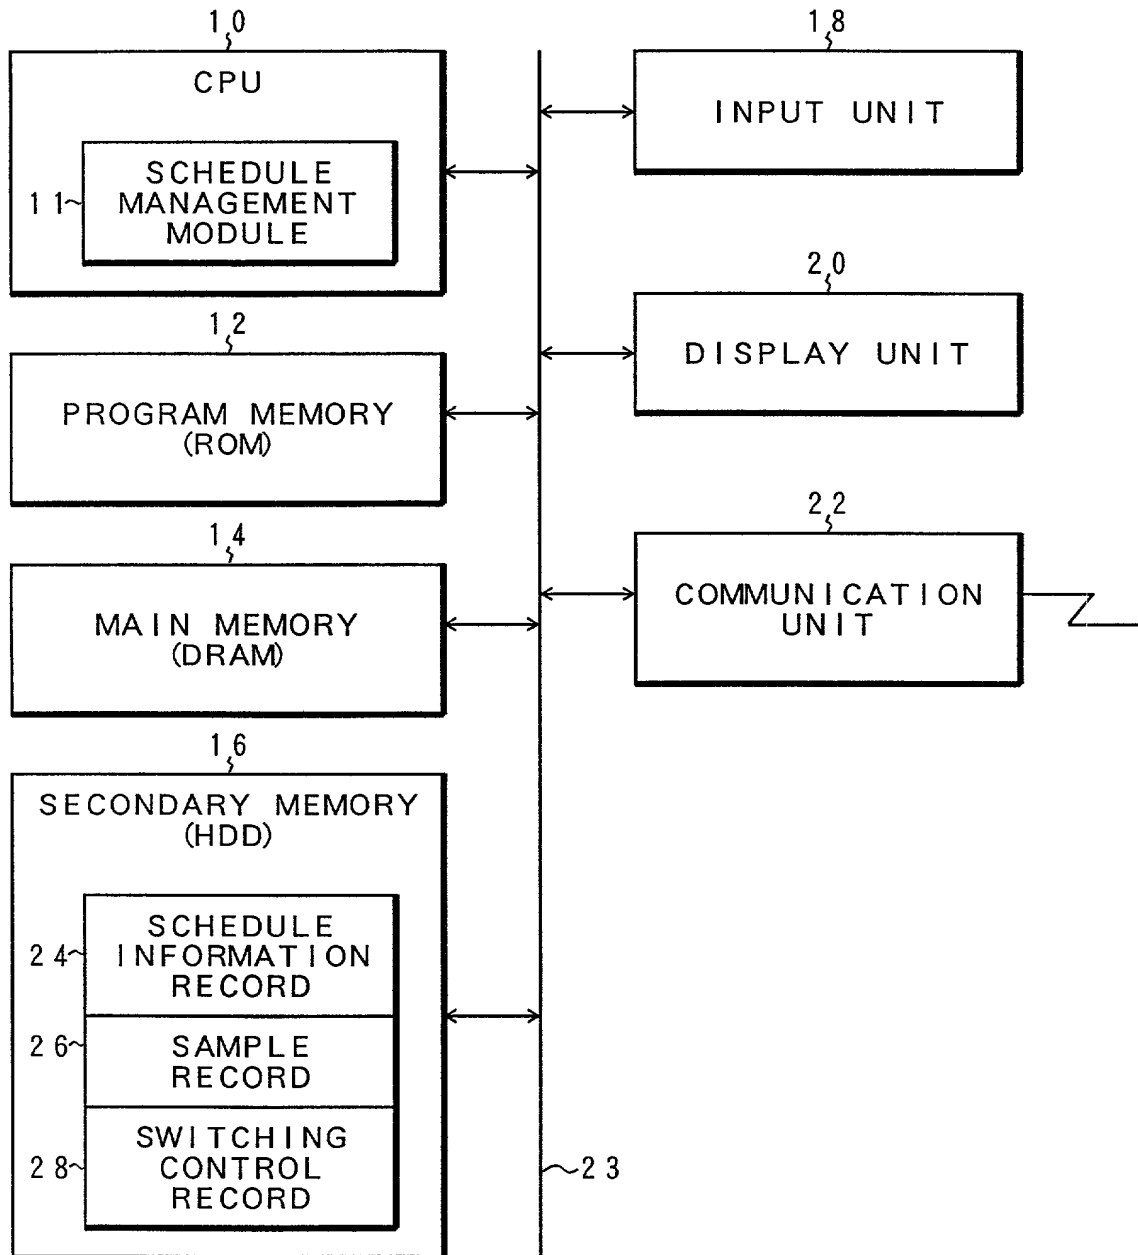 10
CPU
11
SCHEDULE
MANAGEMENT
MODULE
12
PROGRAM MEMORY
(ROM)
14
MAIN MEMORY
(DRAM)
16
SECONDARY MEMORY
(HDD)
24
SCHEDULE
INFORMATION
RECORD
26
SAMPLE
RECORD
28
SWITCHING
CONTROL
RECORD
18
INPUT UNIT
20
DISPLAY UNIT
22
COMMUNICATION
UNIT
23